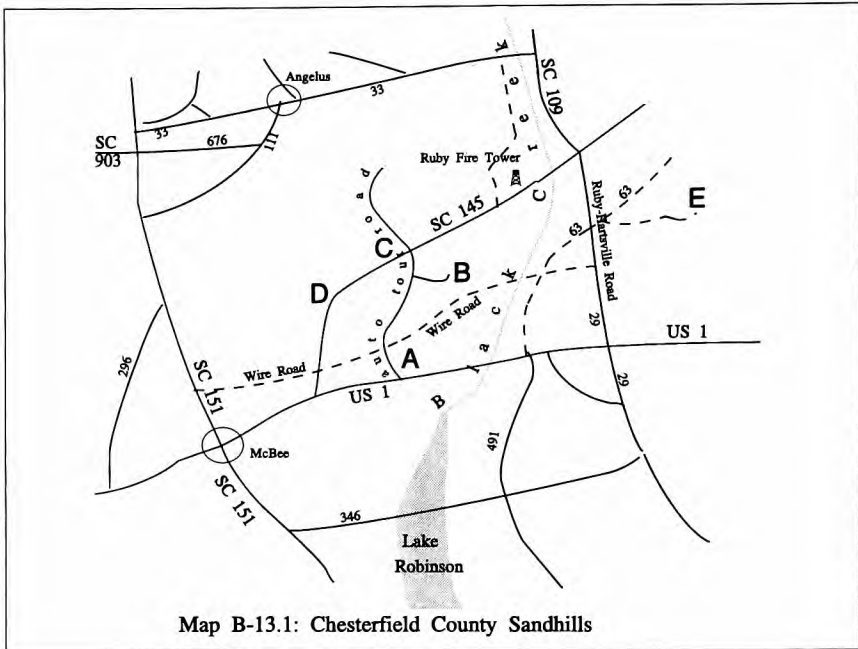 Angelus
33
33
SC
903
676
111
SC 109
Black Creek
Ruby Fire Tower
SC 145
auto tour road
63
E
63
Ruby-Hartsville Road
C
B
D
Wire Road
A
Wire Road
29
US 1
US 1
296
SC 151
29
McBee
491
SC 151
346
Lake
Robinson
Map B-13.1: Chesterfield County Sandhills